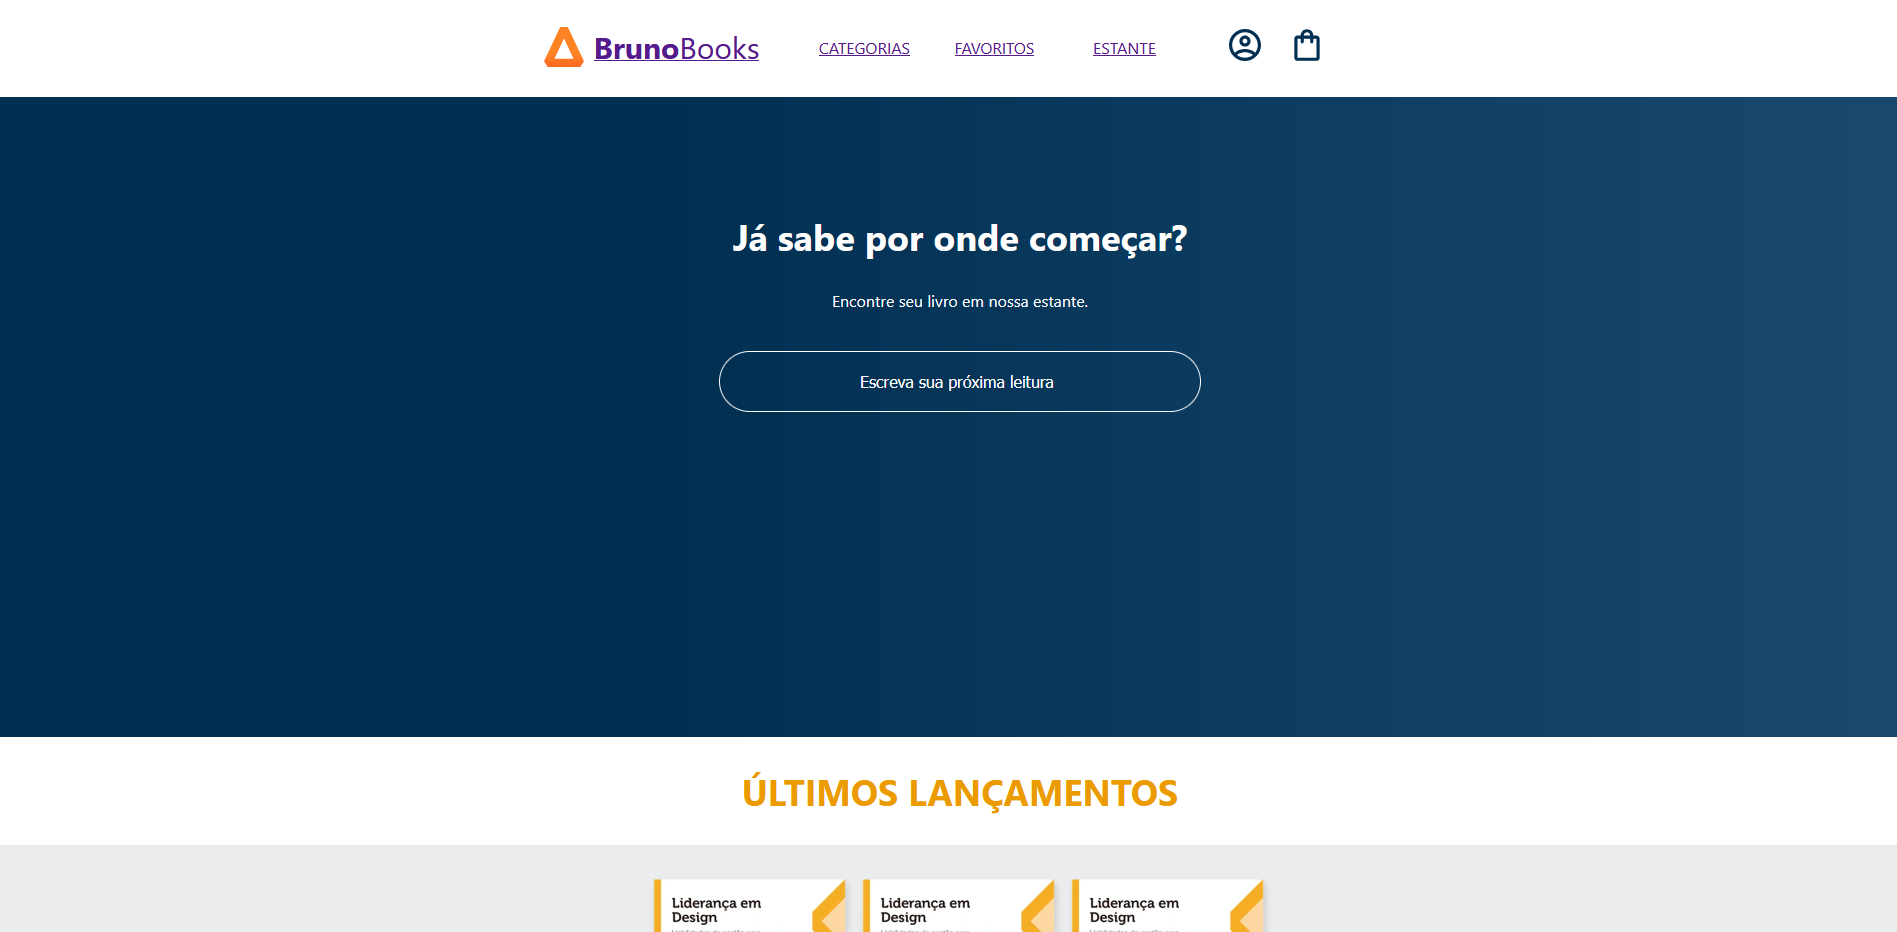 BrunoBooks
CATEGORIAS
FAVORITOS
ESTANTE
Já sabe por onde começar?
Encontre seu livro em nossa estante.
Escreva sua próxima leitura
ÚLTIMOS LANÇAMENTOS
Liderança em
Design
Liderança em
Design
Liderança em
Design